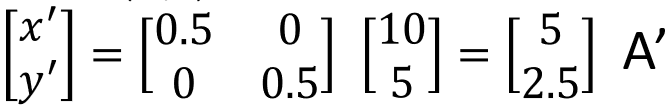 [x′ y′] = [0.5 0 0 0.5] [10 5] = [5 2.5] A’